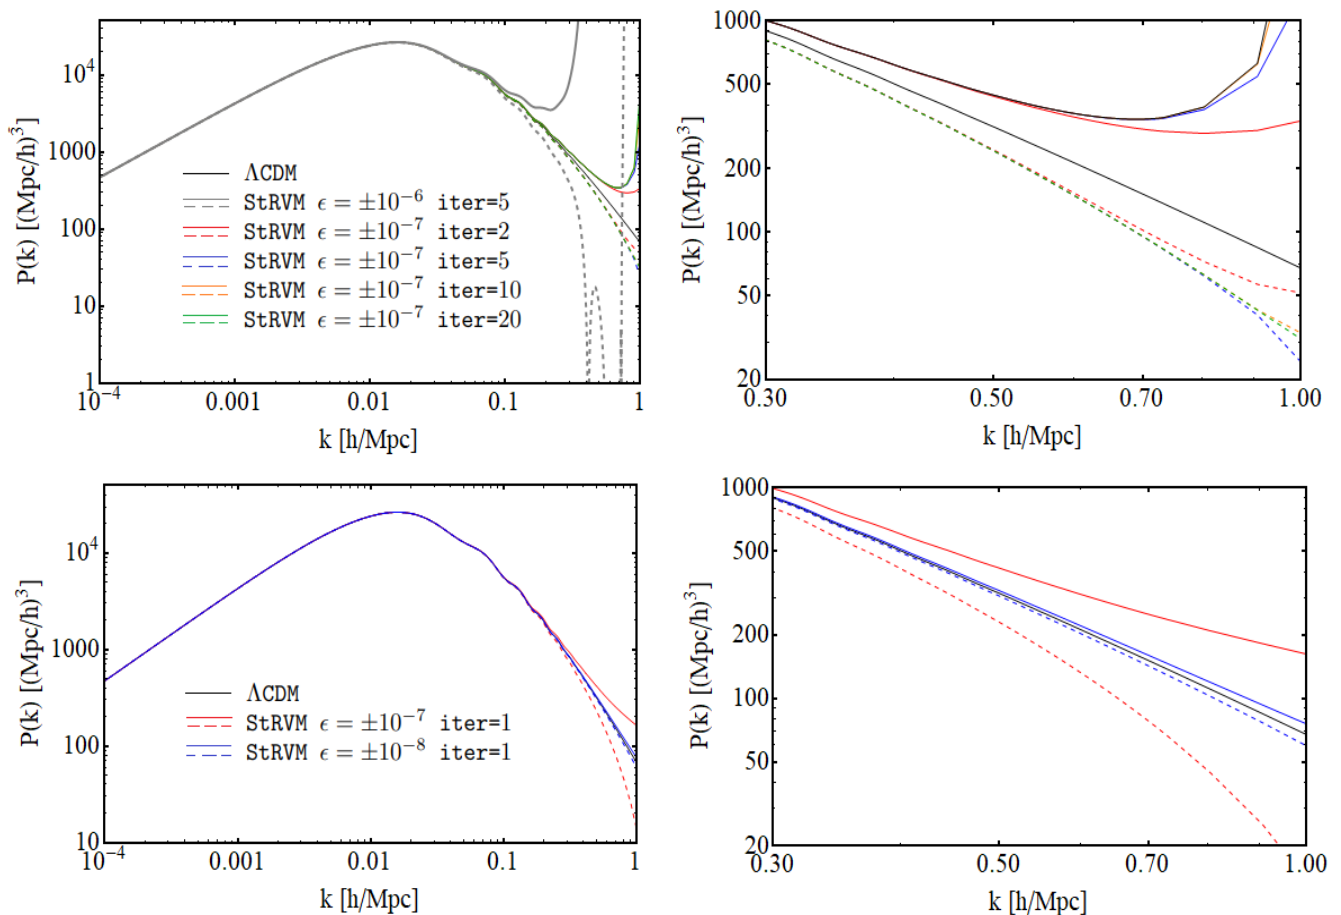 10⁴
1000
100
10
1
P(k) [(Mpc/h)³]
ΛCDM
StRVM ϵ = ±10⁻⁶ iter=5
StRVM ϵ = ±10⁻⁷ iter=2
StRVM ϵ = ±10⁻⁷ iter=5
StRVM ϵ = ±10⁻⁷ iter=10
StRVM ϵ = ±10⁻⁷ iter=20
10⁻⁴ 0.001 0.01 0.1 1
k [h/Mpc]
1000
500
200
100
50
20
P(k) [(Mpc/h)³]
0.30 0.50 0.70 1.00
k [h/Mpc]
10⁴
1000
100
10
P(k) [(Mpc/h)³]
ΛCDM
StRVM ϵ = ±10⁻⁷ iter=1
StRVM ϵ = ±10⁻⁸ iter=1
10⁻⁴ 0.001 0.01 0.1 1
k [h/Mpc]
1000
500
200
100
50
20
P(k) [(Mpc/h)³]
0.30 0.50 0.70 1.00
k [h/Mpc]